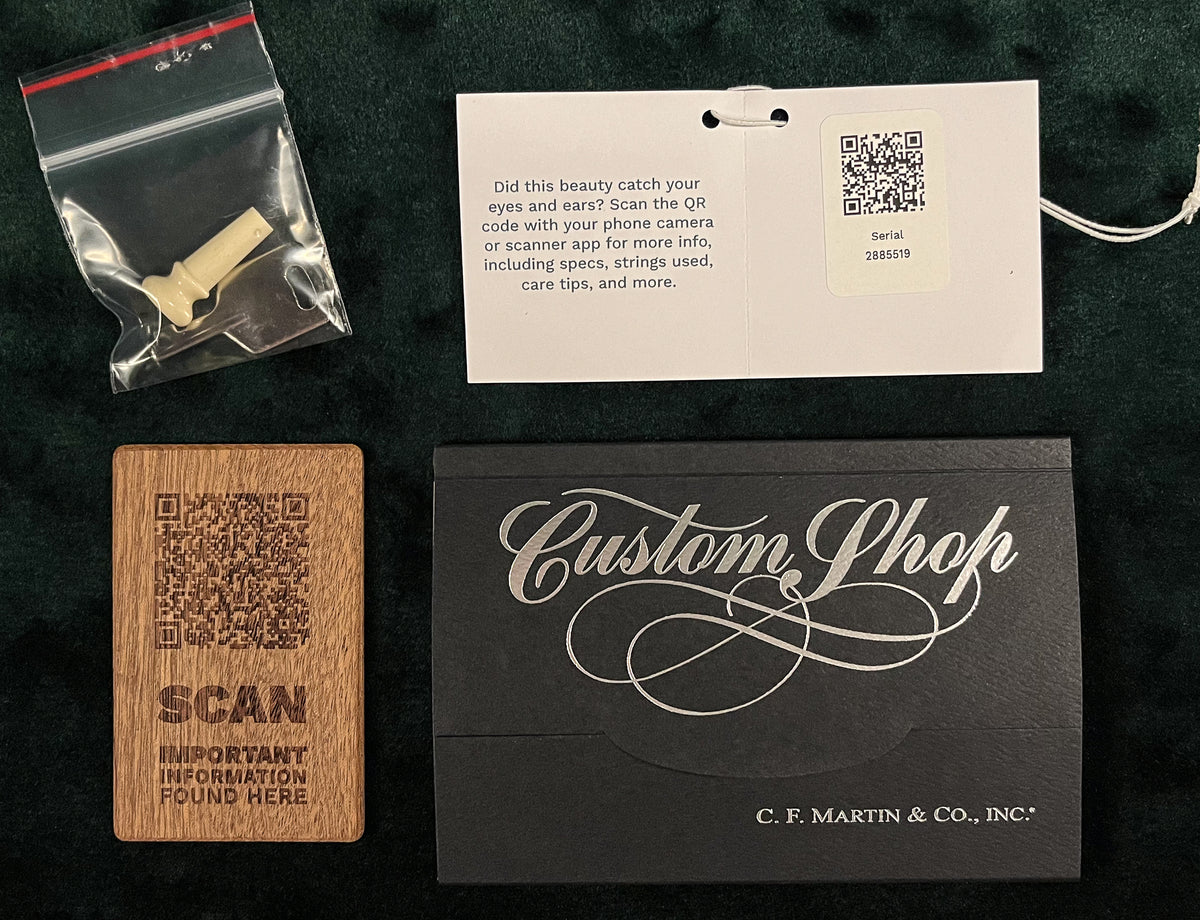 Did this beauty catch your
eyes and ears? Scan the QR
code with your phone camera
or scanner app for more info,
including specs, strings used,
care tips, and more.
Serial
2885519
SCAN
IMPORTANT
INFORMATION
FOUND HERE
Custom Shop
C. F. MARTIN & CO., INC.®